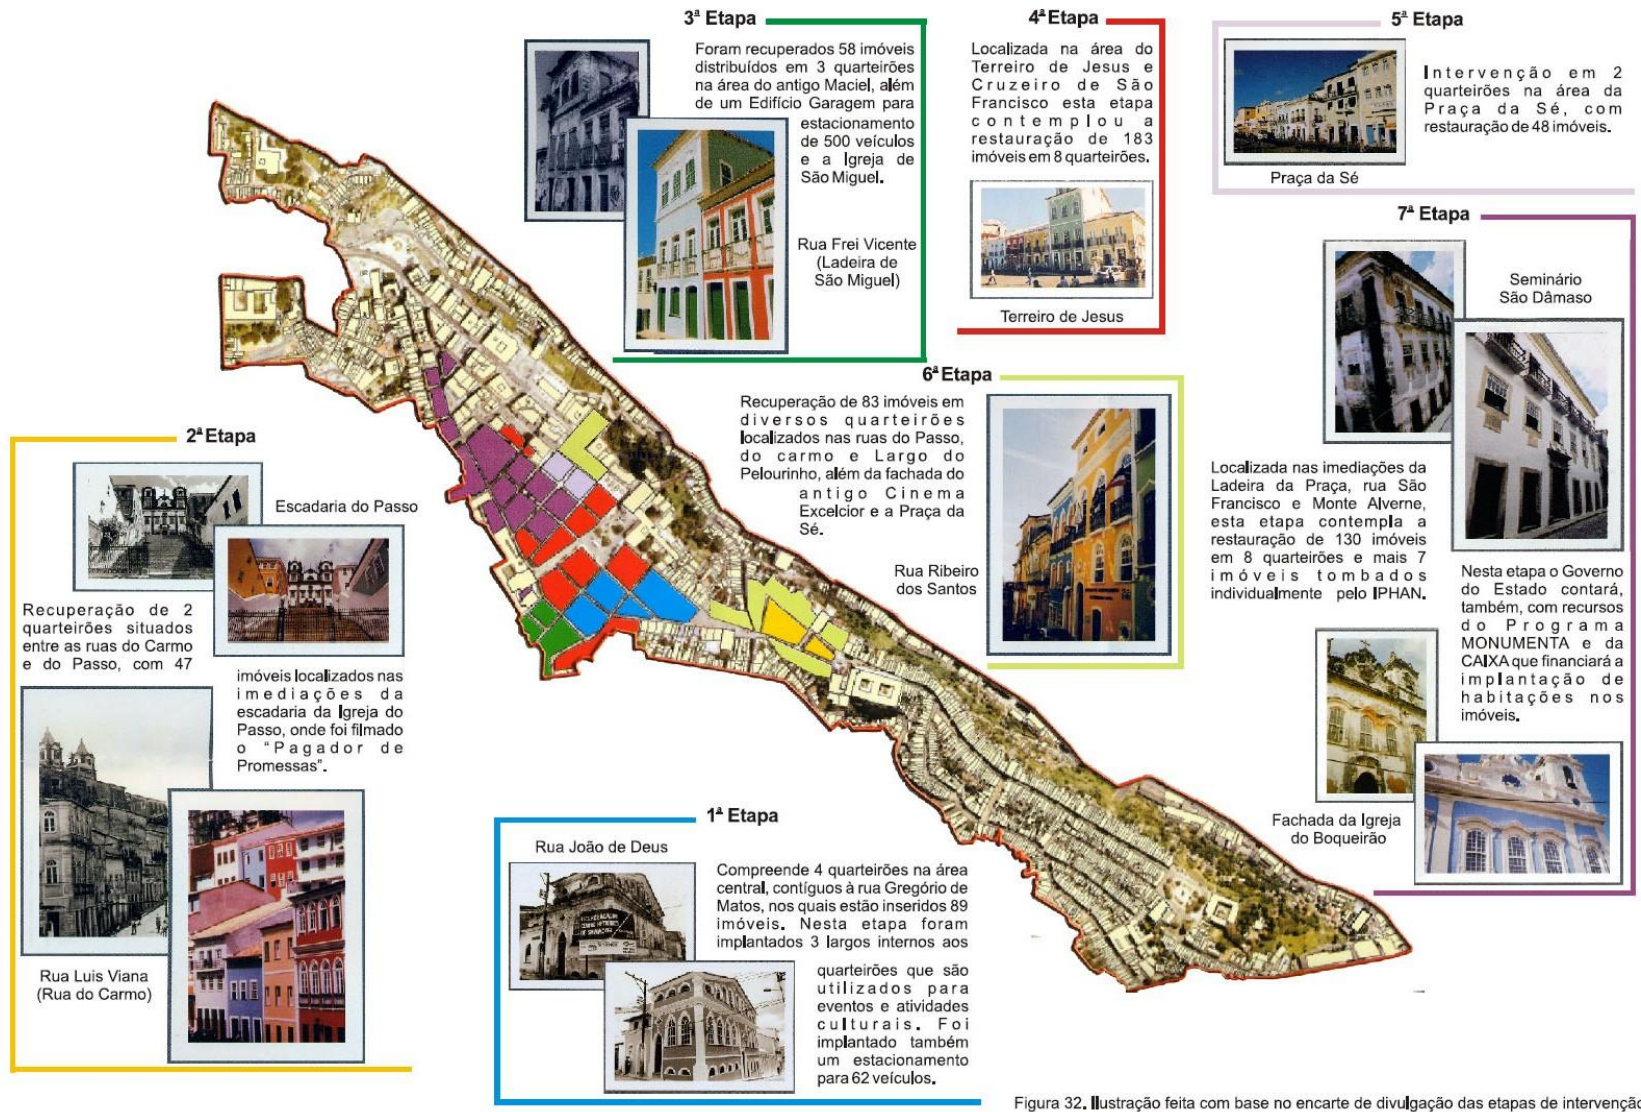 3ª Etapa
Foram recuperados 58 imóveis
distribuídos em 3 quarteirões
na área do antigo Maciel, além
de um Edifício Garagem para
estacionamento
de 500 veículos
e a Igreja de
São Miguel.
Rua Frei Vicente
(Ladeira de
São Miguel)
4ª Etapa
Localizada na área do
Terreiro de Jesus e
Cruzeiro de São
Francisco esta etapa
contemplou a
restauração de 183
imóveis em 8 quarteirões.
Terreiro de Jesus
5ª Etapa
Intervenção em 2
quarteirões na área da
Praça da Sé, com
restauração de 48 imóveis.
Praça da Sé
7ª Etapa
Seminário
São Dâmaso
Localizada nas imediações da
Ladeira da Praça, rua São
Francisco e Monte Alverne,
esta etapa contempla a
restauração de 130 imóveis
em 8 quarteirões e mais 7
imóveis tombados
individualmente pelo IPHAN.
Nesta etapa o Governo
do Estado contará,
também, com recursos
do Programa
MONUMENTA e da
CAIXA que financiará a
implantação de
habitações nos
imóveis.
Fachada da Igreja
do Boqueirão
6ª Etapa
Recuperação de 83 imóveis em
diversos quarteirões
localizados nas ruas do Passo,
do carmo e Largo do
Pelourinho, além da fachada do
antigo Cinema
Excelcior e a Praça da
Sé.
Rua Ribeiro
dos Santos
2ª Etapa
Escadaria do Passo
Recuperação de 2
quarteirões situados
entre as ruas do Carmo
e do Passo, com 47
imóveis localizados nas
imediações da
escadaria da Igreja do
Passo, onde foi filmado
o "Pagador de
Promessas".
Rua Luis Viana
(Rua do Carmo)
1ª Etapa
Rua João de Deus
Compreende 4 quarteirões na área
central, contíguos à rua Gregório de
Matos, nos quais estão inseridos 89
imóveis. Nesta etapa foram
implantados 3 largos internos aos
quarteirões que são
utilizados para
eventos e atividades
culturais. Foi
implantado também
um estacionamento
para 62 veículos.
Figura 32. Ilustração feita com base no encarte de divulgação das etapas de intervenção